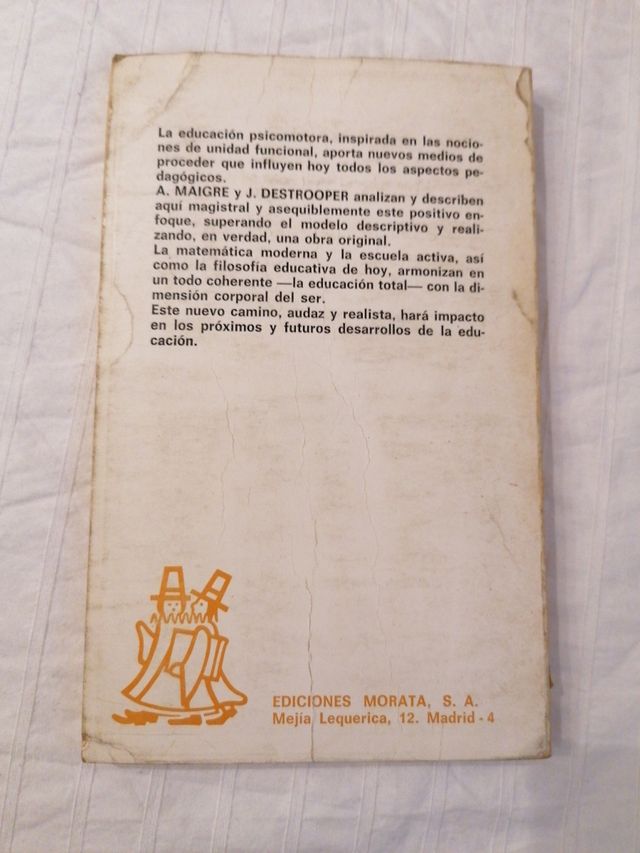 La educación psicomotora, inspirada en las nocio-
nes de unidad funcional, aporta nuevos medios de
proceder que influyen hoy todos los aspectos pe-
dagógicos.
A. MAIGRE y J. DESTROOPER analizan y describen
aquí magistral y asequiblemente este positivo en-
foque, superando el modelo descriptivo y reali-
zando, en verdad, una obra original.
La matemática moderna y la escuela activa, así
como la filosofía educativa de hoy, armonizan en
un todo coherente —la educación total— con la di-
mensión corporal del ser.
Este nuevo camino, audaz y realista, hará impacto
en los próximos y futuros desarrollos de la edu-
cación.
EDICIONES MORATA, S. A.
Mejía Lequerica, 12. Madrid - 4